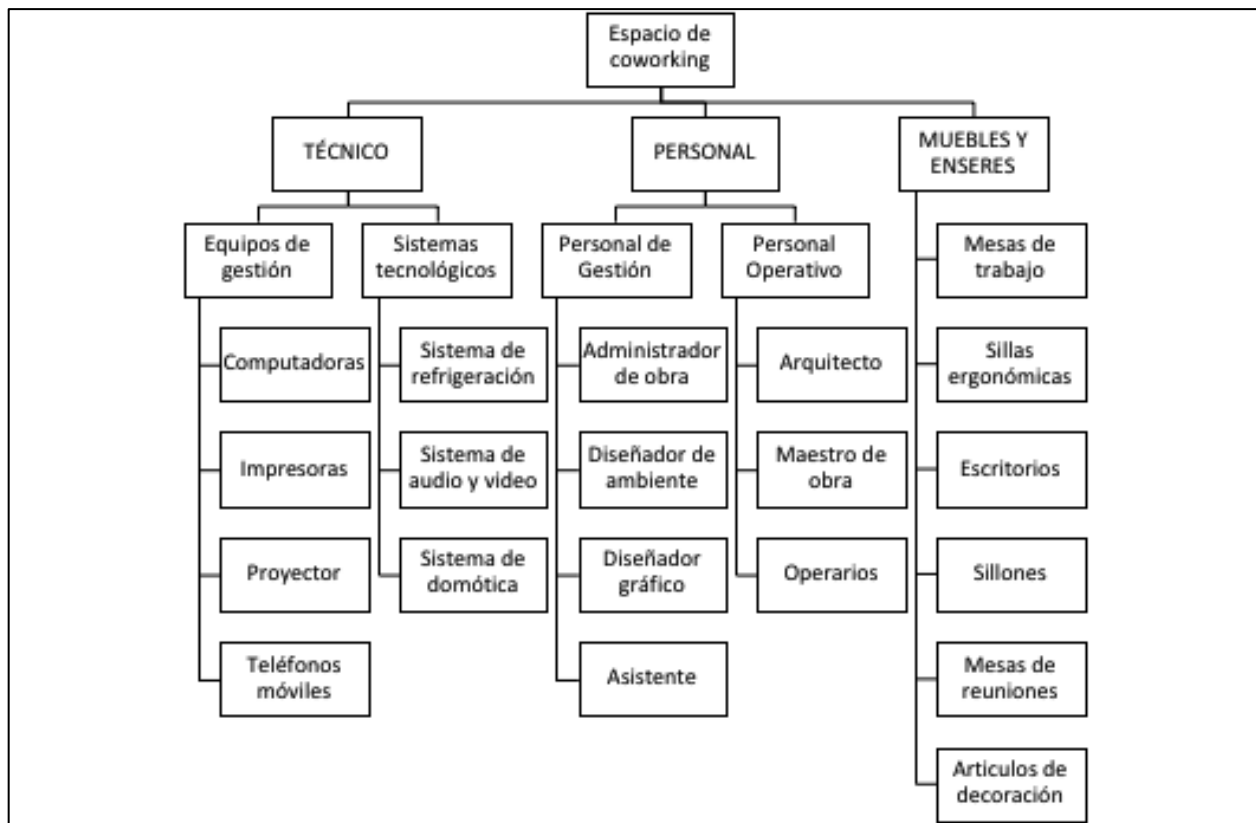 Espacio de
coworking
TÉCNICO
PERSONAL
MUEBLES Y
ENSERES
Equipos de
gestión
Sistemas
tecnológicos
Personal de
Gestión
Personal
Operativo
Computadoras
Impresoras
Proyector
Teléfonos
móviles
Sistema de
refrigeración
Sistema de
audio y video
Sistema de
domótica
Administrador
de obra
Diseñador de
ambiente
Diseñador
gráfico
Asistente
Arquitecto
Maestro de
obra
Operarios
Mesas de
trabajo
Sillas
ergonómicas
Escritorios
Sillones
Mesas de
reuniones
Articulos de
decoración